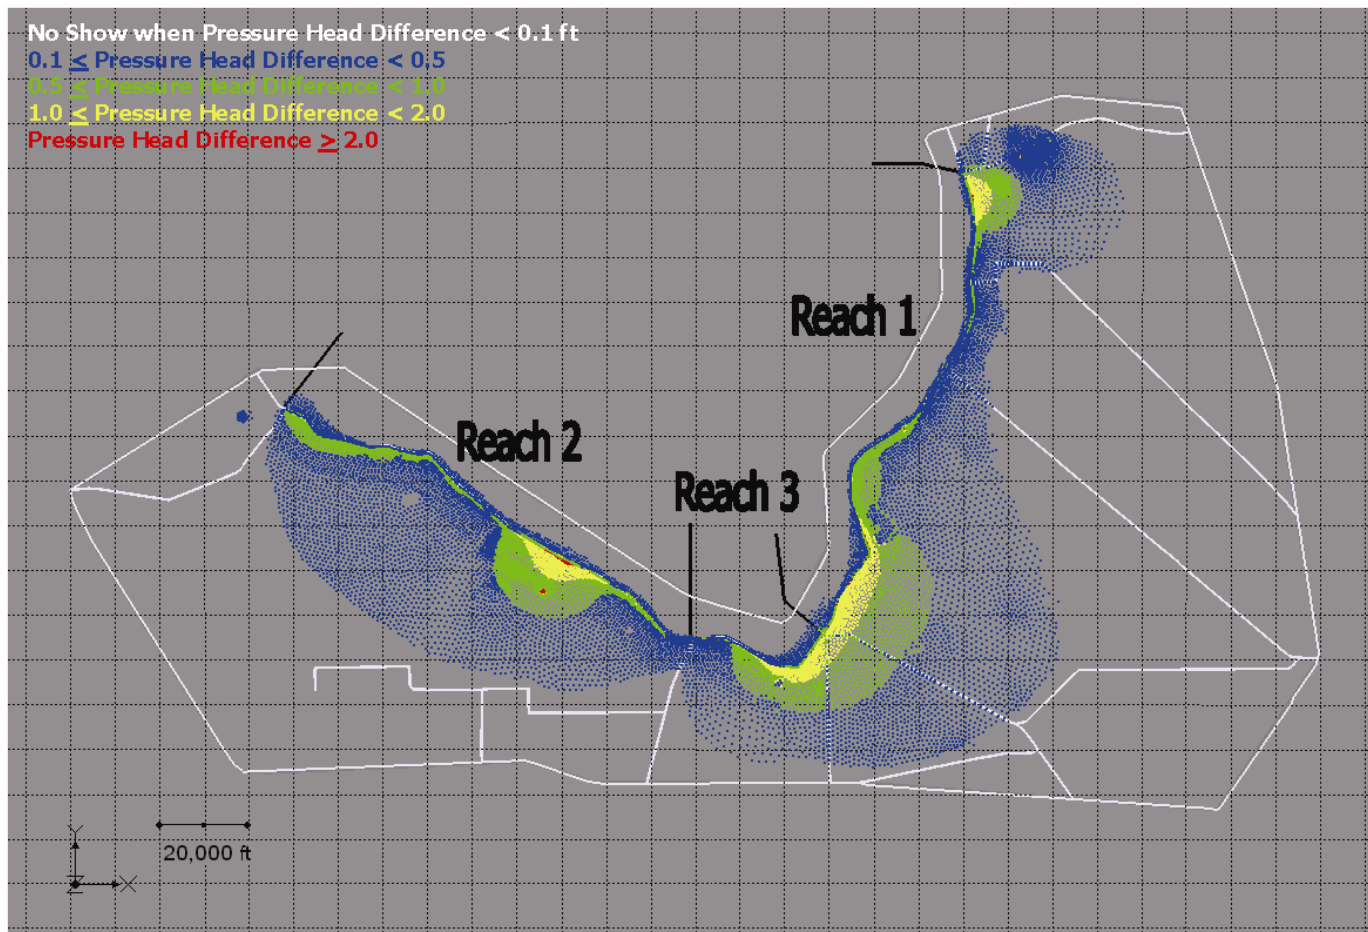 No Show when Pressure Head Difference < 0.1 ft
0.1 ≤ Pressure Head Difference < 0.5
0.5 ≤ Pressure Head Difference < 1.0
1.0 ≤ Pressure Head Difference < 2.0
Pressure Head Difference ≥ 2.0
Reach 1
Reach 2
Reach 3
20,000 ft
Y
Z
X